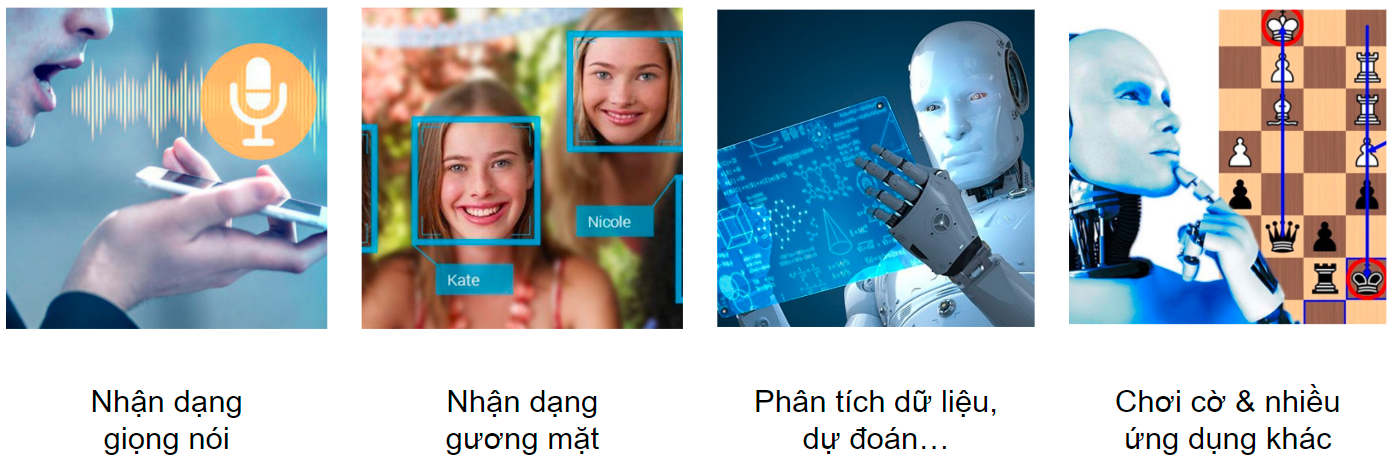 Kate
Nicole
Nhận dạng
giọng nói
Nhận dạng
gương mặt
Phân tích dữ liệu,
dự đoán…
Chơi cờ & nhiều
ứng dụng khác